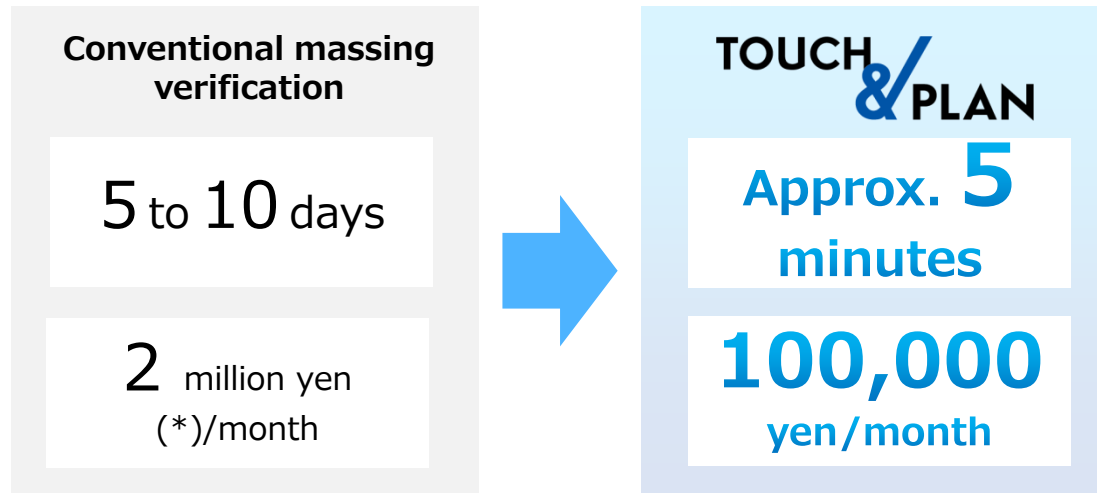 Conventional massing
verification
5 to 10 days
2 million yen
(*)/month
TOUCH
&PLAN
Approx. 5
minutes
100,000
yen/month